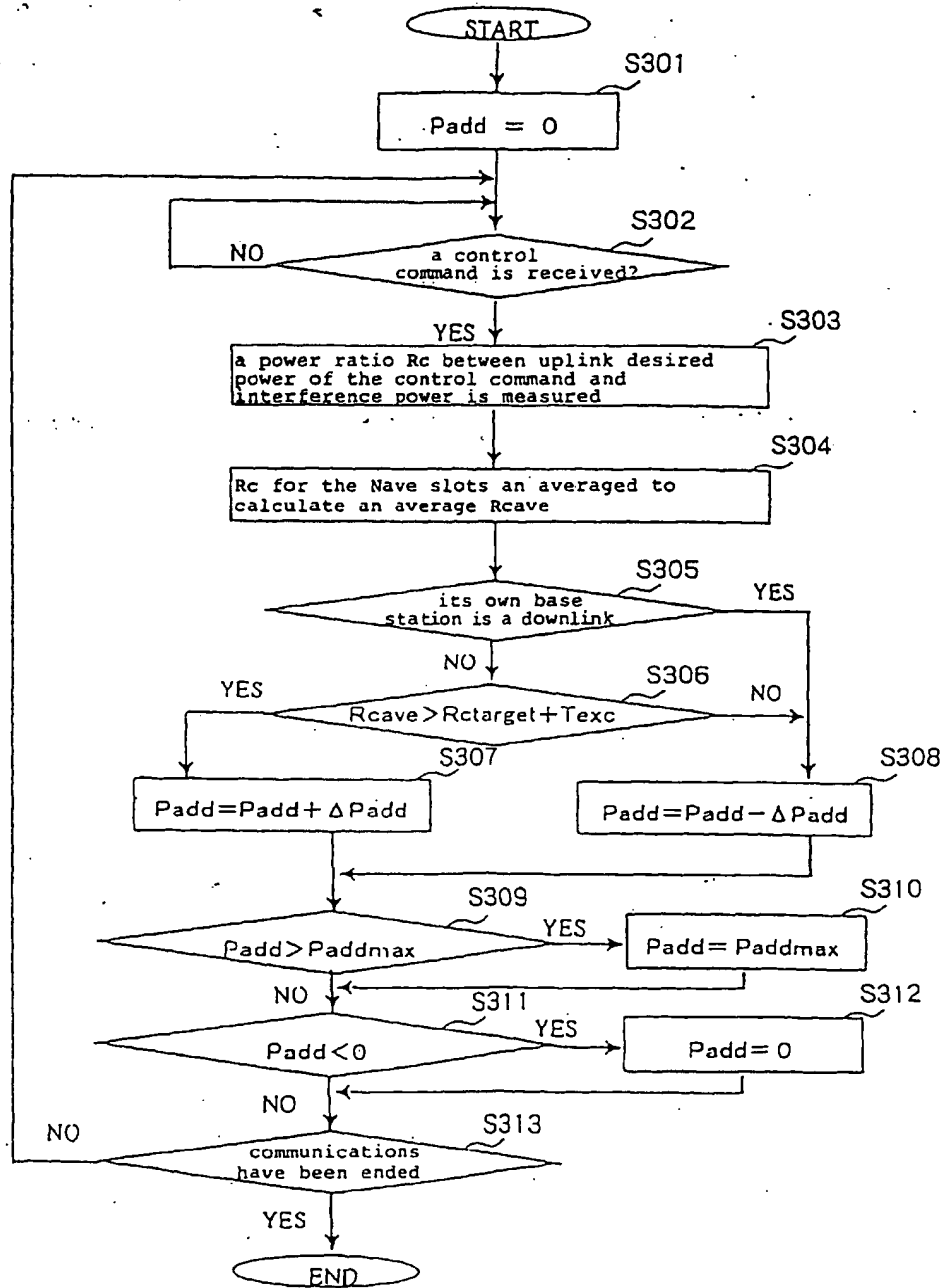 START
S301
Padd = 0
S302
NO
a control
command is received?
YES
S303
a power ratio Rc between uplink desired
power of the control command and
interference power is measured
S304
Rc for the Nave slots an averaged to
calculate an average Rcave
S305
YES
its own base
station is a downlink
NO
S306
YES
NO
Rcave>Rctarget+Texc
S307
S308
Padd=Padd+ΔPadd
Padd=Padd-ΔPadd
S309
S310
YES
Padd>Paddmax
Padd=Paddmax
NO
S311
S312
YES
Padd<0
Padd=0
NO
S313
NO
communications
have been ended
YES
END